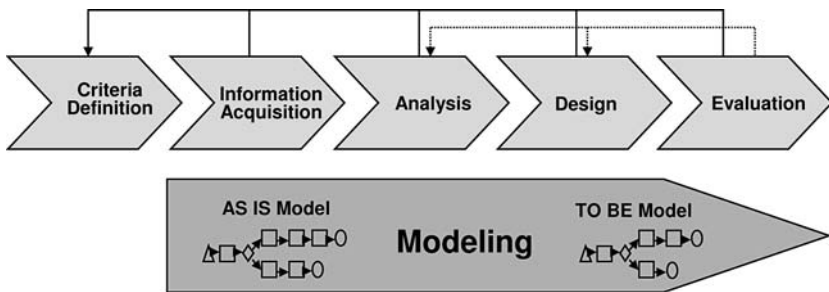 Criteria
Definition
Information
Acquisition
Analysis
Design
Evaluation
AS IS Model
TO BE Model
Modeling